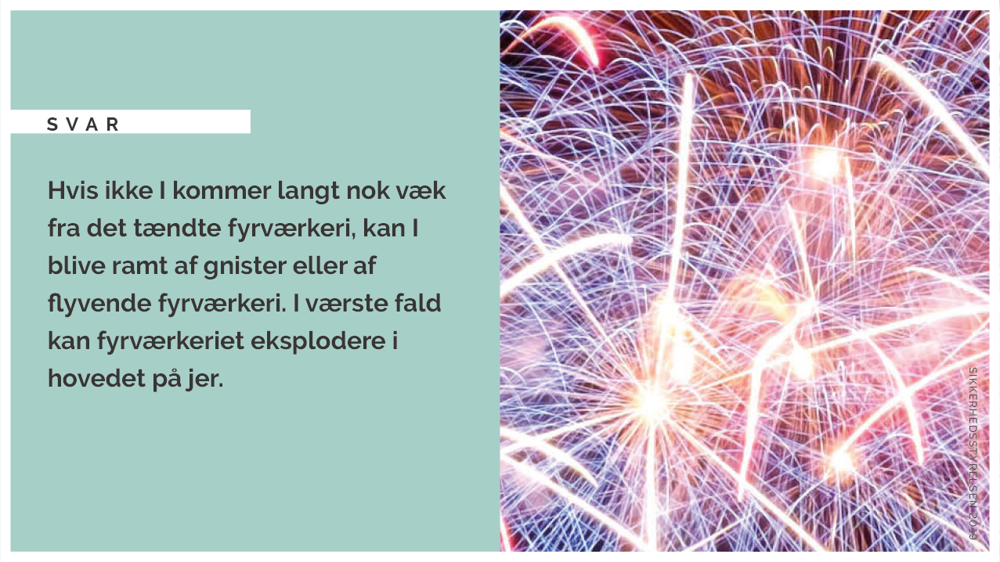 SVAR
Hvis ikke I kommer langt nok væk
fra det tændte fyrværkeri, kan I
blive ramt af gnister eller af
flyvende fyrværkeri. I værste fald
kan fyrværkeriet eksplodere i
hovedet på jer.
SIKKERHEDSSTYRELSEN 2019